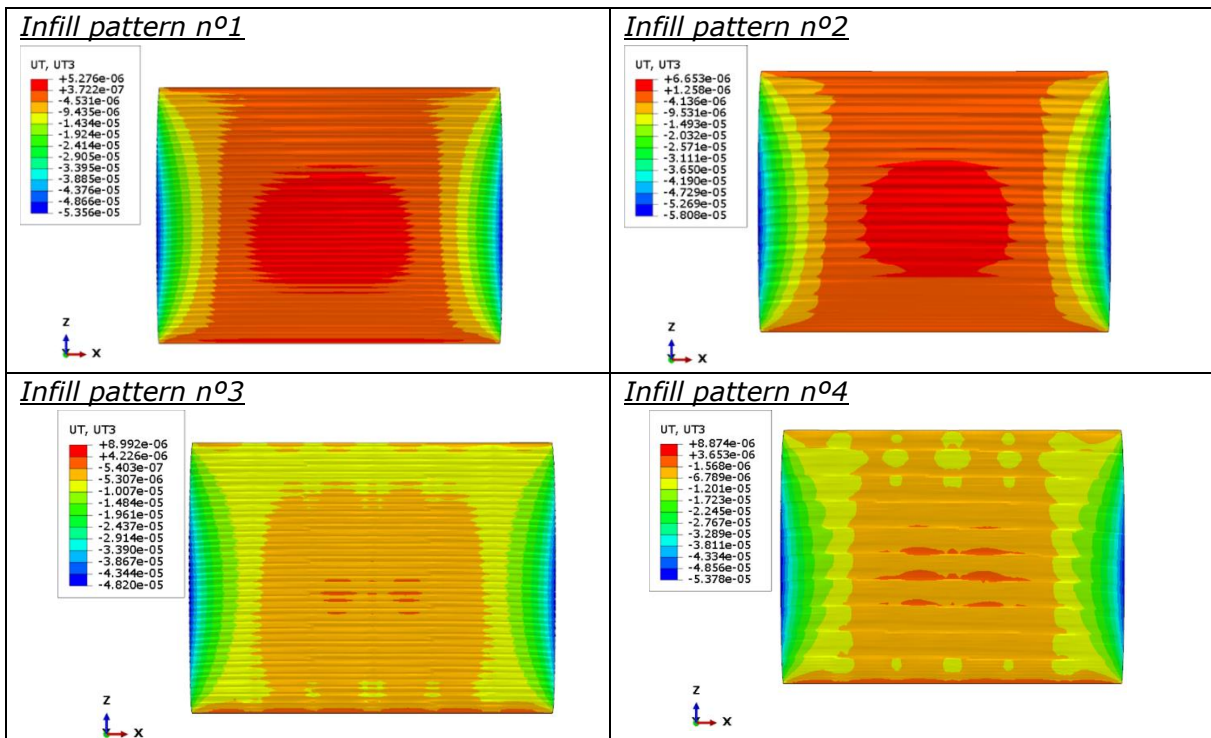 Infill pattern nº1
UT, UT3
+5.276e-06
+3.722e-07
-4.531e-06
-9.435e-06
-1.434e-05
-1.924e-05
-2.414e-05
-2.905e-05
-3.395e-05
-3.885e-05
-4.376e-05
-4.866e-05
-5.356e-05
Z
X
Infill pattern nº2
UT, UT3
+6.653e-06
+1.258e-06
-4.136e-06
-9.531e-06
-1.493e-05
-2.032e-05
-2.571e-05
-3.111e-05
-3.650e-05
-4.190e-05
-4.729e-05
-5.269e-05
-5.808e-05
Z
X
Infill pattern nº3
UT, UT3
+8.992e-06
+4.226e-06
-5.403e-07
-5.307e-06
-1.007e-05
-1.484e-05
-1.961e-05
-2.437e-05
-2.914e-05
-3.390e-05
-3.867e-05
-4.344e-05
-4.820e-05
Z
X
Infill pattern nº4
UT, UT3
+8.874e-06
+3.653e-06
-1.568e-06
-6.789e-06
-1.201e-05
-1.723e-05
-2.245e-05
-2.767e-05
-3.289e-05
-3.811e-05
-4.334e-05
-4.856e-05
-5.378e-05
Z
X